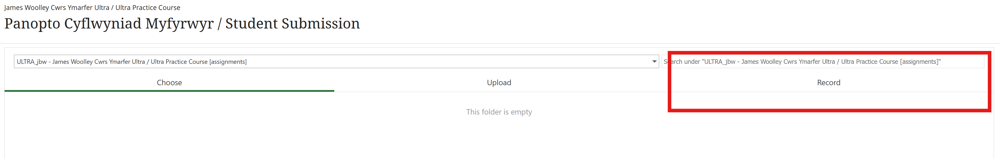 James Woolley Cwrs Ymarfer Ultra / Ultra Practice Course
Panopto Cyflwyniad Myfyrwyr / Student Submission
ULTRA_jbw - James Woolley Cwrs Ymarfer Ultra / Ultra Practice Course [assignments]
Search under "ULTRA_jbw - James Woolley Cwrs Ymarfer Ultra / Ultra Practice Course [assignments]"
Choose
Upload
Record
This folder is empty